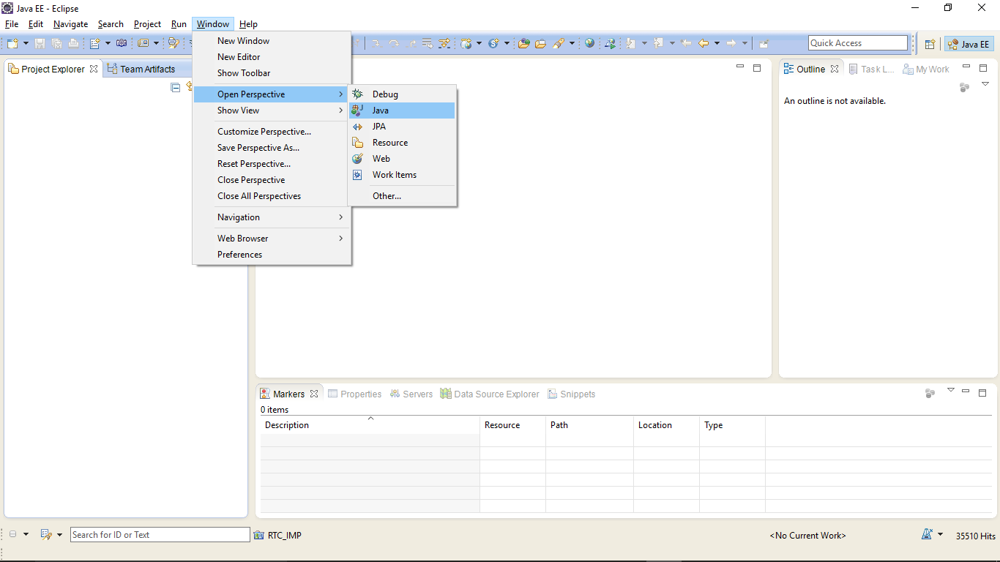 Java EE - Eclipse
File Edit Navigate Search Project Run Window Help
Quick Access
Java EE
Project Explorer
Team Artifacts
New Window
New Editor
Show Toolbar
Open Perspective
Show View
Customize Perspective...
Save Perspective As...
Reset Perspective...
Close Perspective
Close All Perspectives
Navigation
Web Browser
Preferences
Debug
Java
JPA
Resource
Web
Work Items
Other...
Outline Task L... My Work
An outline is not available.
Markers Properties Servers Data Source Explorer Snippets
0 items
Description Resource Path Location Type
Search for ID or Text
RTC_IMP
<No Current Work>
35510 Hits